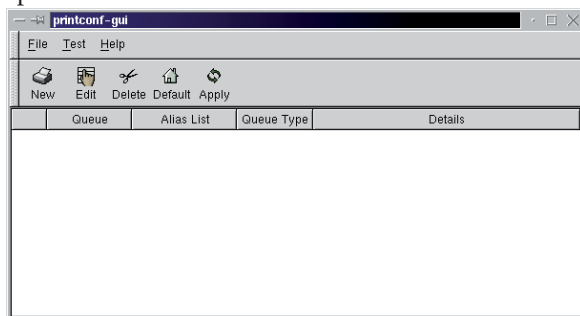 printconf-gui
File Test Help
New Edit Delete Default Apply
Queue Alias List Queue Type Details